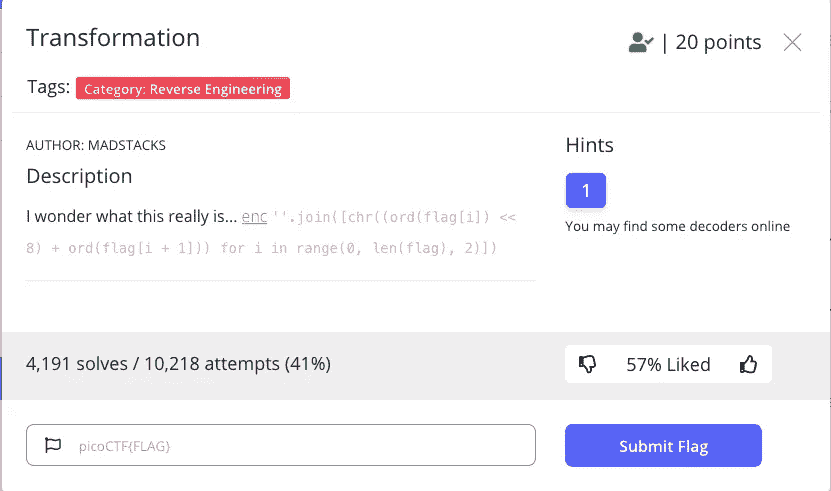 Transformation
| 20 points
Tags: Category: Reverse Engineering
AUTHOR: MADSTACKS
Description
I wonder what this really is... enc ''.join([chr((ord(flag[i]) <<
8) + ord(flag[i + 1])) for i in range(0, len(flag), 2)])
Hints
1
You may find some decoders online
4,191 solves / 10,218 attempts (41%)
57% Liked
picoCTF{FLAG}
Submit Flag